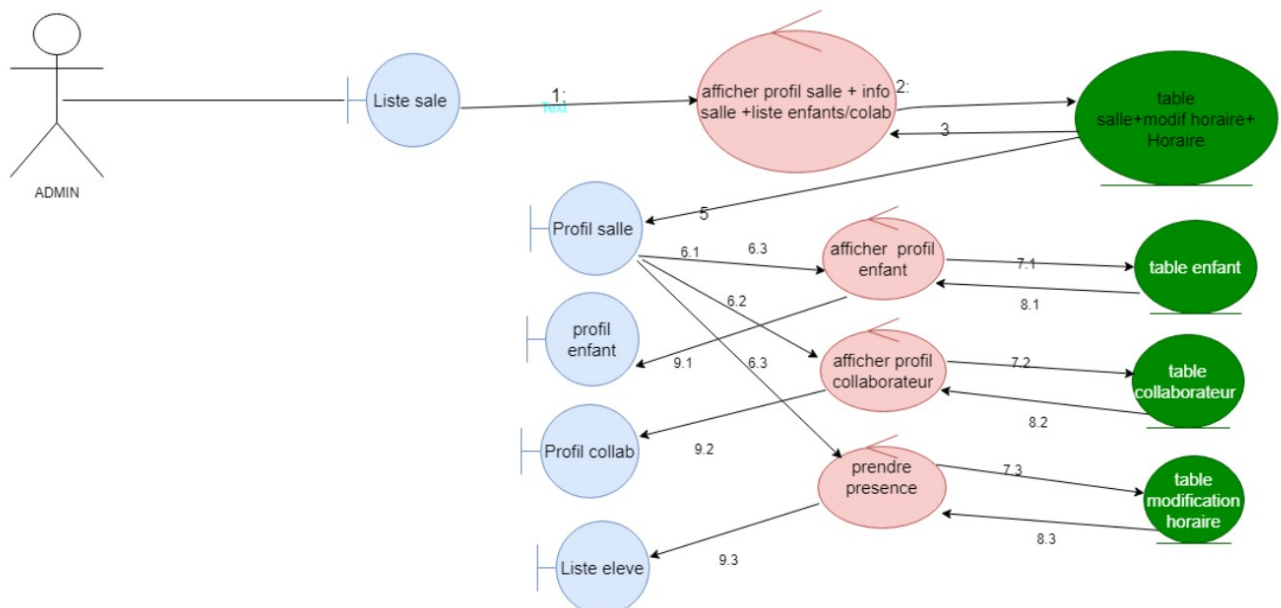 ADMIN
Liste sale
1:
Text
afficher profil salle + info
salle +liste enfants/colab
2:
3
table
salle+modif horaire+
Horaire
5
Profil salle
6.1
6.3
afficher profil
enfant
7.1
8.1
table enfant
profil
enfant
9.1
6.2
6.3
afficher profil
collaborateur
7.2
8.2
table
collaborateur
Profil collab
9.2
prendre
presence
7.3
8.3
table
modification
horaire
Liste eleve
9.3